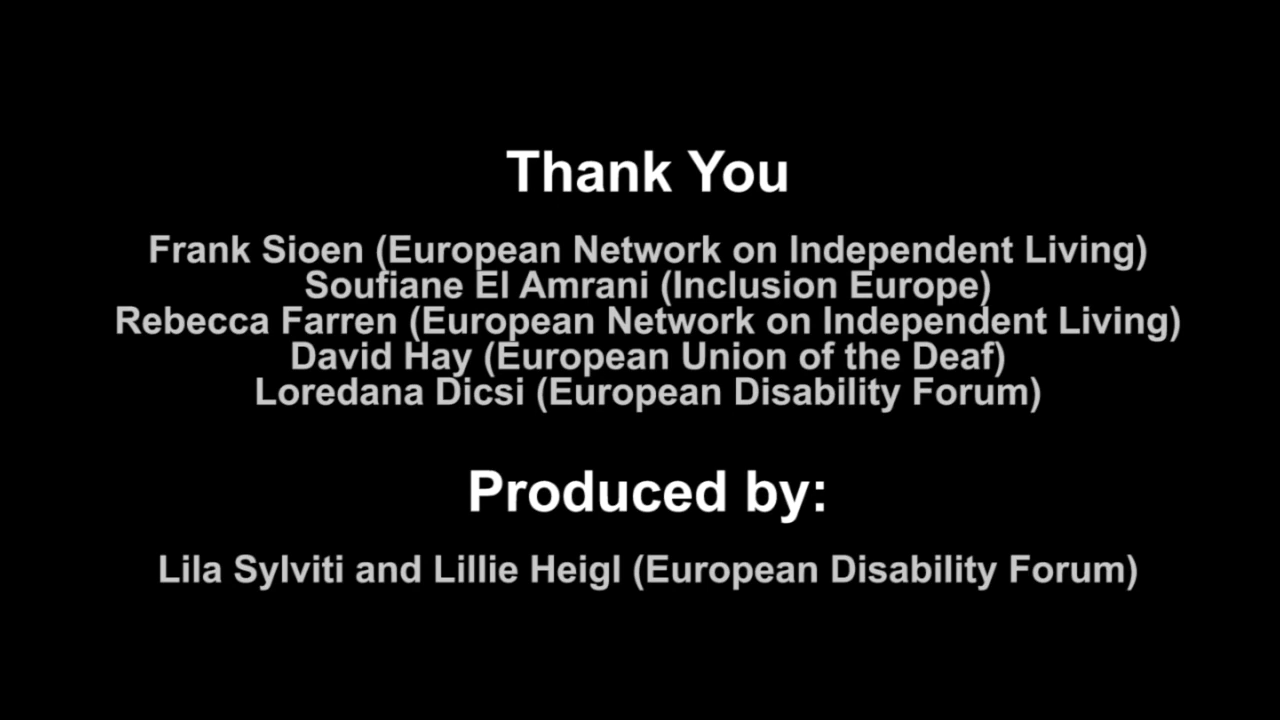 Thank You
Frank Sioen (European Network on Independent Living)
Soufiane El Amrani (Inclusion Europe)
Rebecca Farren (European Network on Independent Living)
David Hay (European Union of the Deaf)
Loredana Dicsi (European Disability Forum)
Produced by:
Lila Sylviti and Lillie Heigl (European Disability Forum)